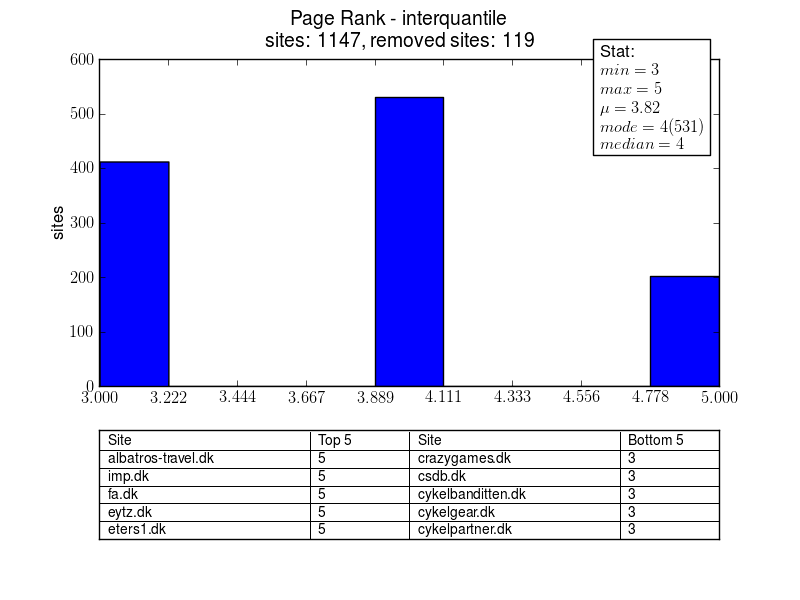 Page Rank - interquantile
sites: 1147, removed sites: 119
Stat:
min = 3
max = 5
μ = 3.82
mode = 4(531)
median = 4
600
500
400
300
200
100
0
sites
3.000 3.222 3.444 3.667 3.889 4.111 4.333 4.556 4.778 5.000
Site Top 5 Site Bottom 5
albatros-travel.dk 5 crazygames.dk 3
imp.dk 5 csdb.dk 3
fa.dk 5 cykelbanditten.dk 3
eytz.dk 5 cykelgear.dk 3
eters1.dk 5 cykelpartner.dk 3